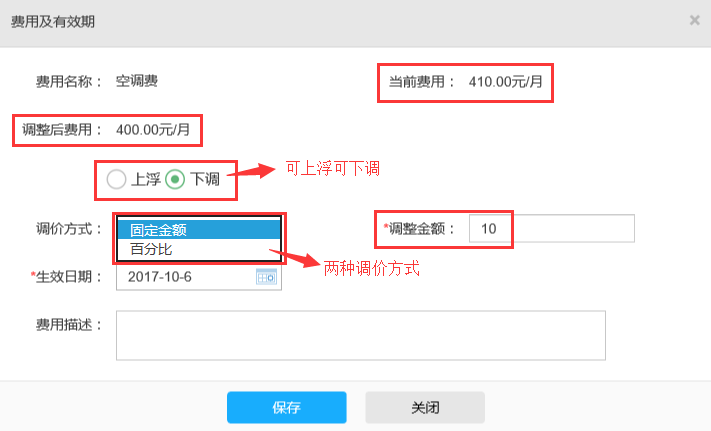 费用及有效期 ×
费用名称： 空调费 当前费用： 410.00元/月
调整后费用： 400.00元/月
上浮 下调 可上浮可下调
调价方式： 固定金额 *调整金额： 10
百分比
两种调价方式
*生效日期： 2017-10-6
费用描述：
保存 关闭